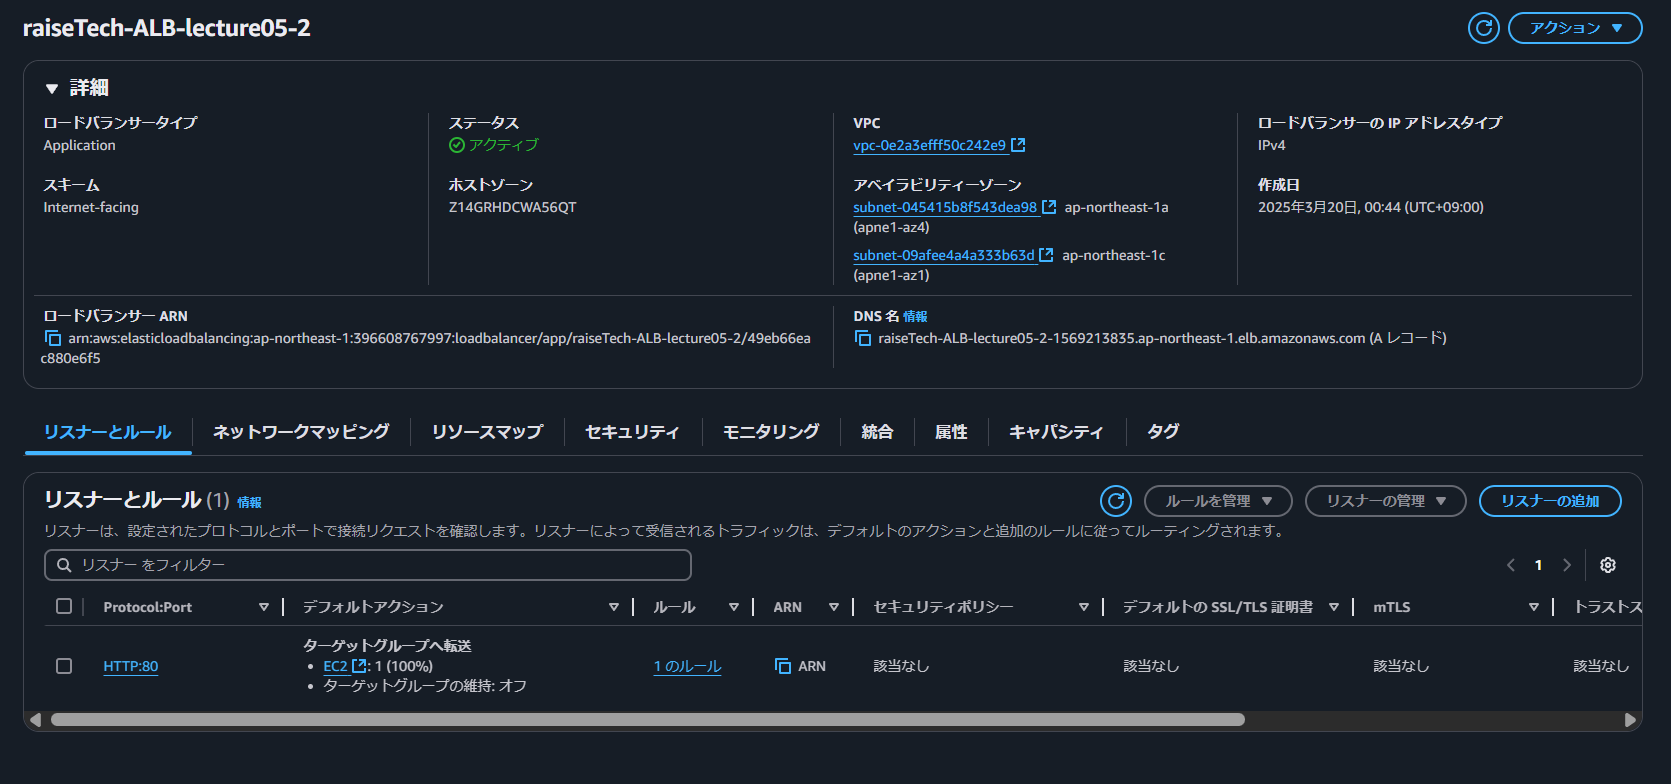 raiseTech-ALB-lecture05-2
アクション
詳細
ロードバランサータイプ
Application
ステータス
アクティブ
VPC
vpc-0e2a3efff50c242e9
ロードバランサーの IP アドレスタイプ
IPv4
スキーム
Internet-facing
ホストゾーン
Z14GRHDCWA56QT
アベイラビリティーゾーン
subnet-045415b8f543dea98 ap-northeast-1a
(apne1-az4)
subnet-09afee4a4a333b63d ap-northeast-1c
(apne1-az1)
作成日
2025年3月20日, 00:44 (UTC+09:00)
ロードバランサー ARN
arn:aws:elasticloadbalancing:ap-northeast-1:396608767997:loadbalancer/app/raiseTech-ALB-lecture05-2/49eb66ea
c880e6f5
DNS 名 情報
raiseTech-ALB-lecture05-2-1569213835.ap-northeast-1.elb.amazonaws.com (A レコード)
リスナーとルール ネットワークマッピング リソースマップ セキュリティ モニタリング 統合 属性 キャパシティ タグ
リスナーとルール (1) 情報
ルールを管理 リスナーの管理 リスナーの追加
リスナーは、設定されたプロトコルとポートで接続リクエストを確認します。リスナーによって受信されるトラフィックは、デフォルトのアクションと追加のルールに従ってルーティングされます。
リスナー をフィルター
1
Protocol:Port デフォルトアクション ルール ARN セキュリティポリシー デフォルトの SSL/TLS 証明書 mTLS トラストス
HTTP:80
ターゲットグループへ転送
• EC2 : 1 (100%)
• ターゲットグループの維持: オフ
1 のルール
ARN
該当なし 該当なし 該当なし 該当なし